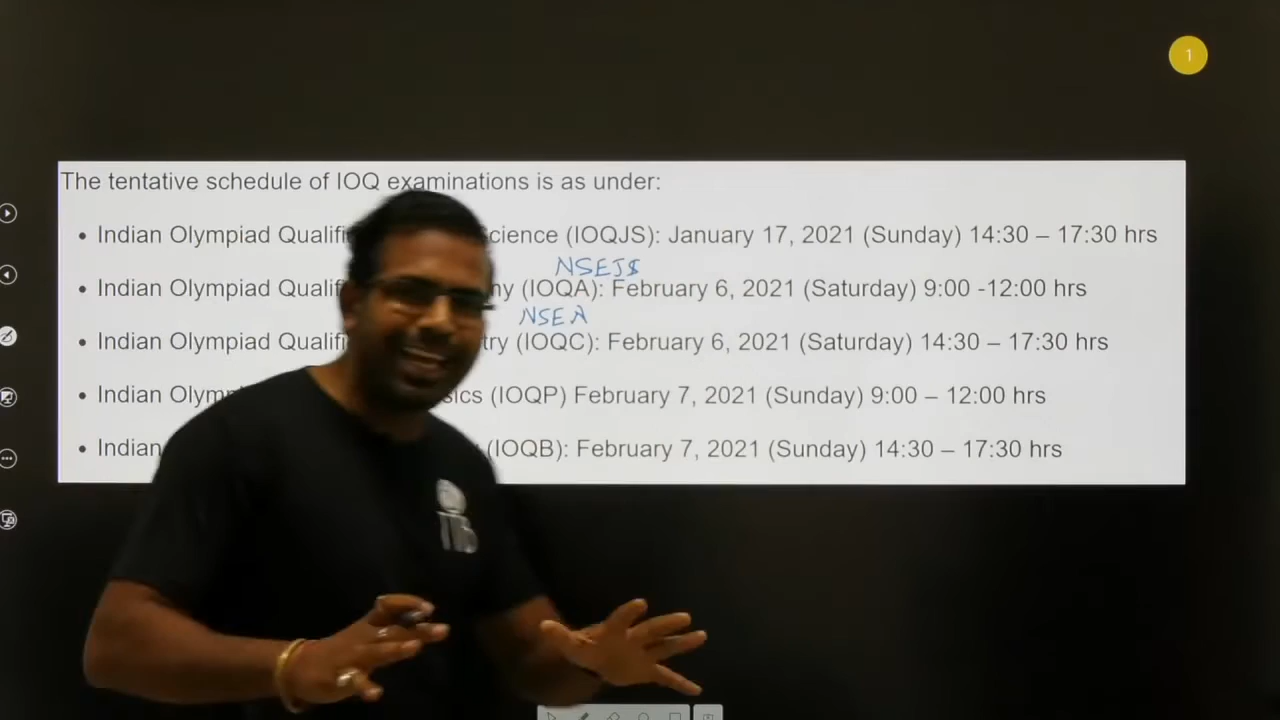 1
The tentative schedule of IOQ examinations is as under:
• Indian Olympiad Qualifi cience (IOQJS): January 17, 2021 (Sunday) 14:30 – 17:30 hrs
NSEJS
• Indian Olympiad Qualif ny (IOQA): February 6, 2021 (Saturday) 9:00 -12:00 hrs
NSEA
• Indian Olympiad Qualifi try (IOQC): February 6, 2021 (Saturday) 14:30 – 17:30 hrs
• Indian Olymp sics (IOQP) February 7, 2021 (Sunday) 9:00 – 12:00 hrs
• Indian (IOQB): February 7, 2021 (Sunday) 14:30 – 17:30 hrs